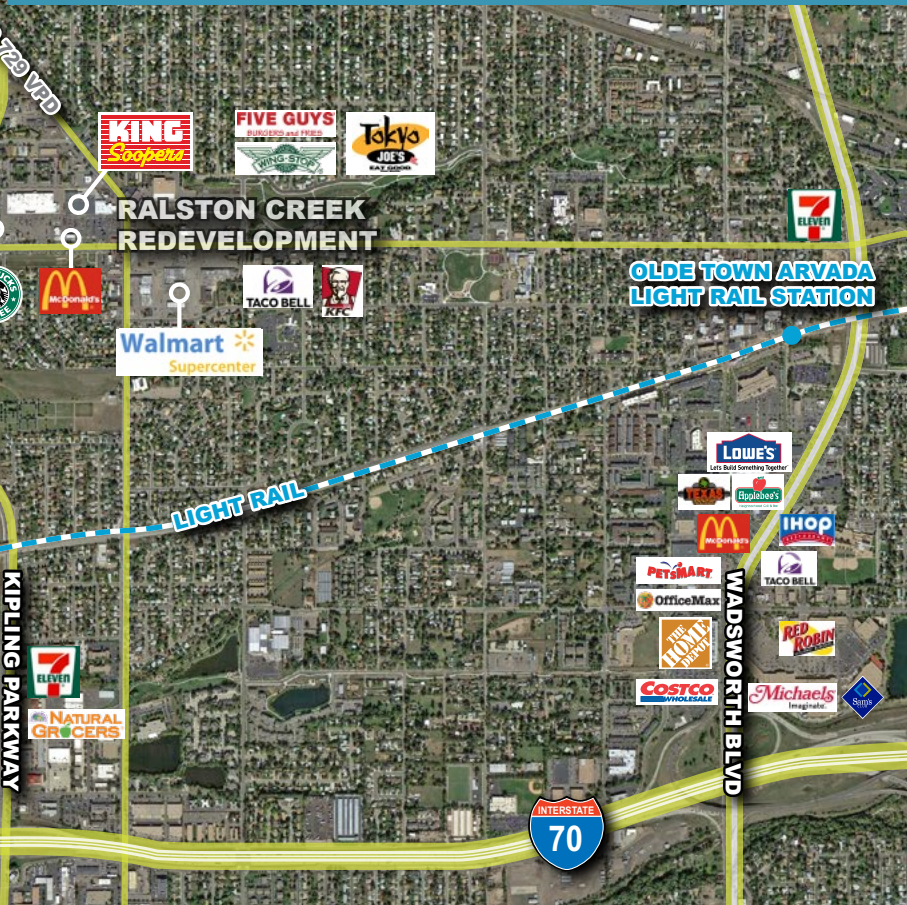 729 VPD
KING
Soopers
FIVE GUYS
BURGERS and FRIES
WING·STOP
Tokyo
JOE'S
EAT GOOD
RALSTON CREEK
REDEVELOPMENT
7
ELEVEN
McDonald's
TACO BELL
KFC
OLDE TOWN ARVADA
LIGHT RAIL STATION
Walmart
Supercenter
LIGHT RAIL
LOWE'S
Lets Build Something Together
TEXAS
Applebee's
McDonald's
IHOP
TACO BELL
PETSMART
OfficeMax
THE
HOME
DEPOT
RED
ROBIN
COSTCO
WHOLESALE
Michaels
Imaginate.
Sam's
KIPLING PARKWAY
7
ELEVEN
NATURAL
GROCERS
WADSWORTH BLVD
INTERSTATE
70